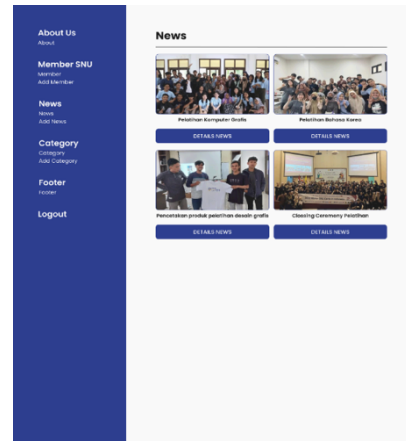 About Us
About
Member SNU
Member
Add Member
News
News
Add News
Category
Category
Add Category
Footer
Footer
Logout
News
Pelatihan Komputer Grafis
Pelatihan Bahasa Korea
DETAILS NEWS
DETAILS NEWS
Pencetakan produk pelatihan desain grafis
Closing Ceremony Pelatihan
DETAILS NEWS
DETAILS NEWS